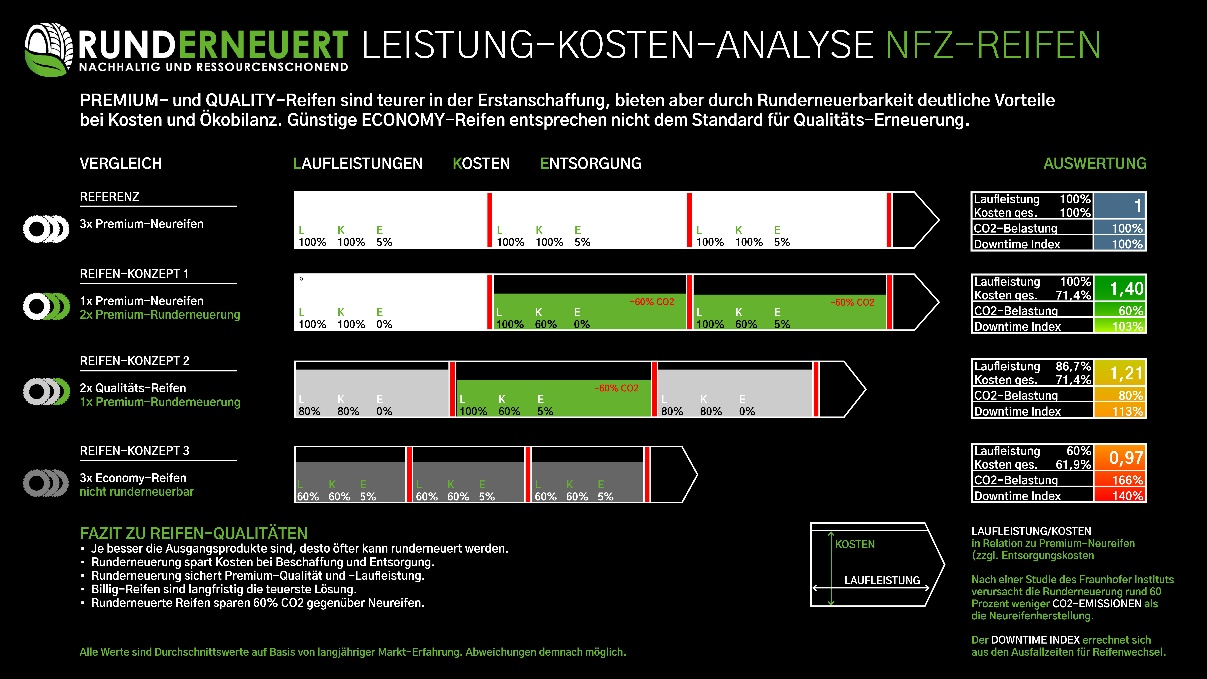 RUNDERNEUERT
NACHHALTIG UND RESSOURCENSCHONEND
LEISTUNG-KOSTEN-ANALYSE NFZ-REIFEN
PREMIUM- und QUALITY-Reifen sind teurer in der Erstanschaffung, bieten aber durch Runderneuerbarkeit deutliche Vorteile
bei Kosten und Ökobilanz. Günstige ECONOMY-Reifen entsprechen nicht dem Standard für Qualitäts-Erneuerung.
VERGLEICH
LAUFLEISTUNGEN KOSTEN ENTSORGUNG
AUSWERTUNG
REFERENZ
3x Premium-Neureifen
L K E L K E L K E
100% 100% 5% 100% 100% 5% 100% 100% 5%
Laufleistung 100%
Kosten ges. 100%
1
CO2-Belastung 100%
Downtime Index 100%
REIFEN-KONZEPT 1
1x Premium-Neureifen
2x Premium-Runderneuerung
-60% CO2 -60% CO2
L K E L K E L K E
100% 100% 0% 100% 60% 0% 100% 60% 5%
Laufleistung 100%
Kosten ges. 71,4%
1,40
CO2-Belastung 60%
Downtime Index 103%
REIFEN-KONZEPT 2
2x Qualitäts-Reifen
1x Premium-Runderneuerung
-60% CO2
L K E L K E L K E
80% 80% 0% 100% 60% 5% 80% 80% 0%
Laufleistung 86,7%
Kosten ges. 71,4%
1,21
CO2-Belastung 80%
Downtime Index 113%
REIFEN-KONZEPT 3
3x Economy-Reifen
nicht runderneuerbar
L K E L K E L K E
60% 60% 5% 60% 60% 5% 60% 60% 5%
Laufleistung 60%
Kosten ges. 61,9%
0,97
CO2-Belastung 166%
Downtime Index 140%
FAZIT ZU REIFEN-QUALITÄTEN
• Je besser die Ausgangsprodukte sind, desto öfter kann runderneuert werden.
• Runderneuerung spart Kosten bei Beschaffung und Entsorgung.
• Runderneuerung sichert Premium-Qualität und -Laufleistung.
• Billig-Reifen sind langfristig die teuerste Lösung.
• Runderneuerte Reifen sparen 60% CO2 gegenüber Neureifen.
KOSTEN
LAUFLEISTUNG
LAUFLEISTUNG/KOSTEN
in Relation zu Premium-Neureifen
(zzgl. Entsorgungskosten
Nach einer Studie des Fraunhofer Instituts
verursacht die Runderneuerung rund 60
Prozent weniger CO2-EMISSIONEN als
die Neureifenherstellung.
Der DOWNTIME INDEX errechnet sich
aus den Ausfallzeiten für Reifenwechsel.
Alle Werte sind Durchschnittswerte auf Basis von langjähriger Markt-Erfahrung. Abweichungen demnach möglich.